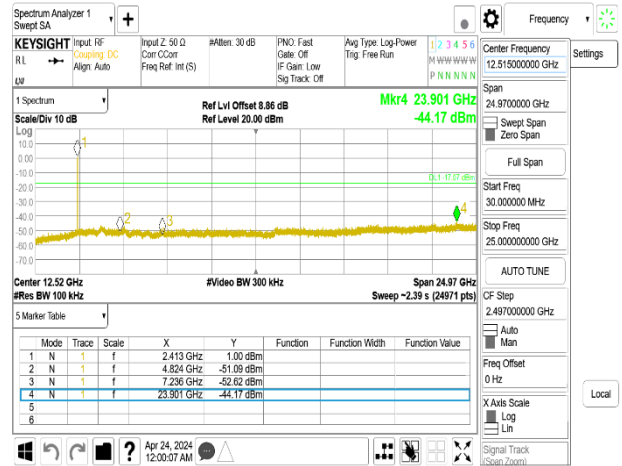 Spectrum Analyzer 1
Swept SA
+
Frequency
KEYSIGHT
RL
Input: RF
Coupling: DC
Align: Auto
Input Z: 50 Ω
Corr CCorr
Freq Ref: Int (S)
#Atten: 30 dB
PNO: Fast
Gate: Off
IF Gain: Low
Sig Track: Off
Avg Type: Log-Power
Trig: Free Run
1 2 3 4 5 6
M W W W W W
P N N N N N
1 Spectrum
Scale/Div 10 dB
Ref Lvl Offset 8.86 dB
Ref Level 20.00 dBm
Mkr4 23.901 GHz
-44.17 dBm
Log
10.0
0.00
-10.0
-20.0
-30.0
-40.0
-50.0
-60.0
-70.0
1
2
3
4
DL1 -17.07 dBm
Center 12.52 GHz
#Res BW 100 kHz
#Video BW 300 kHz
Span 24.97 GHz
Sweep ~2.39 s (24971 pts)
5 Marker Table
Mode Trace Scale X Y Function Function Width Function Value
1 N 1 f 2.413 GHz 1.00 dBm
2 N 1 f 4.824 GHz -51.09 dBm
3 N 1 f 7.236 GHz -52.62 dBm
4 N 1 f 23.901 GHz -44.17 dBm
5
6
?
Apr 24, 2024
12:00:07 AM
Center Frequency
12.515000000 GHz
Settings
Span
24.9700000 GHz
Swept Span
Zero Span
Full Span
Start Freq
30.000000 MHz
Stop Freq
25.000000000 GHz
AUTO TUNE
CF Step
2.497000000 GHz
Auto
Man
Freq Offset
0 Hz
X Axis Scale
Log
Lin
Local
Signal Track
(Span Zoom)